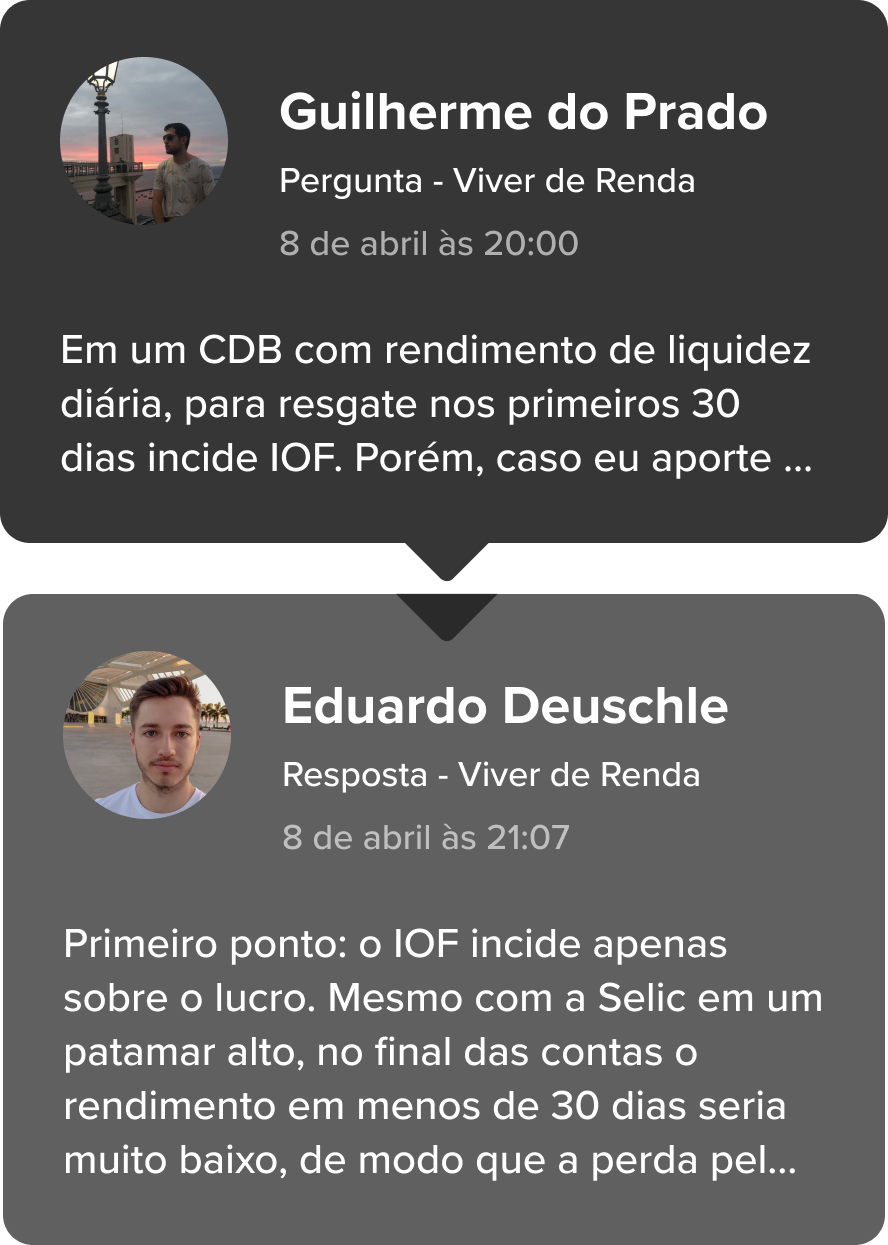 Guilherme do Prado
Pergunta - Viver de Renda
8 de abril às 20:00
Em um CDB com rendimento de liquidez
diária, para resgate nos primeiros 30
dias incide IOF. Porém, caso eu aporte ...
Eduardo Deuschle
Resposta - Viver de Renda
8 de abril às 21:07
Primeiro ponto: o IOF incide apenas
sobre o lucro. Mesmo com a Selic em um
patamar alto, no final das contas o
rendimento em menos de 30 dias seria
muito baixo, de modo que a perda pel...